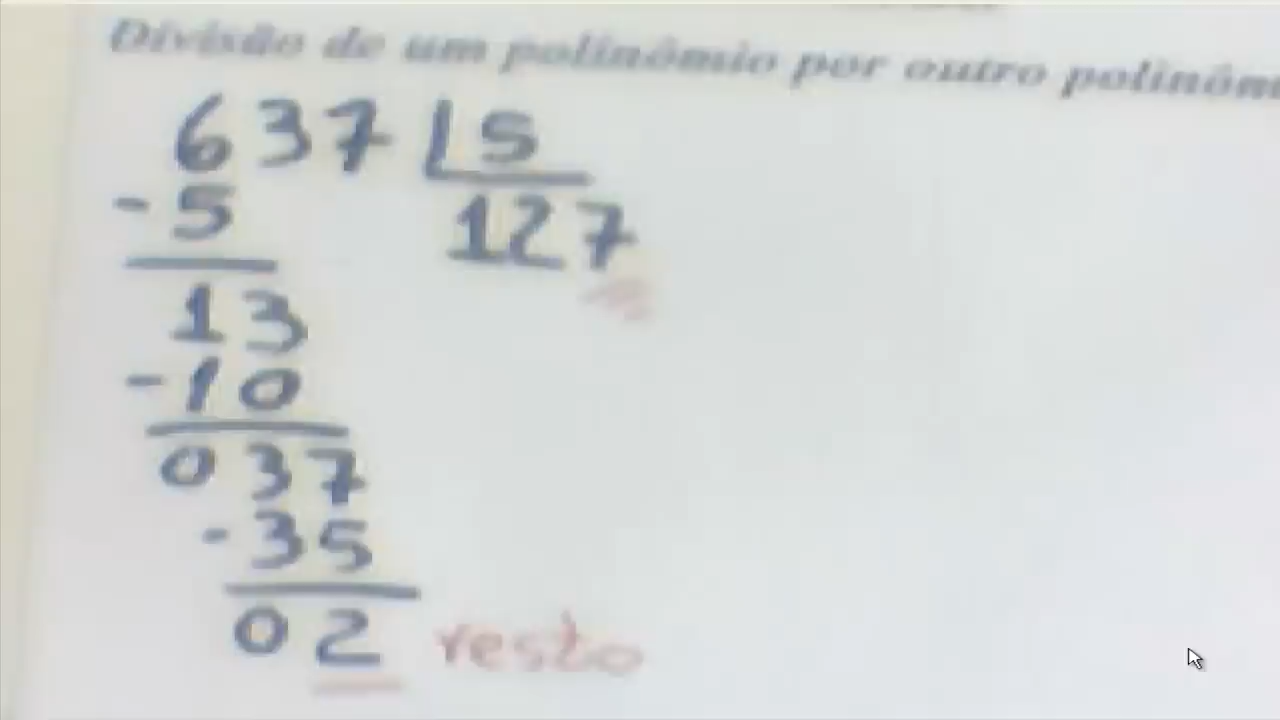 Divisão de um polinômio por outro polinôm
637 5
- 5 127
13
- 10
037
- 35
02 resto